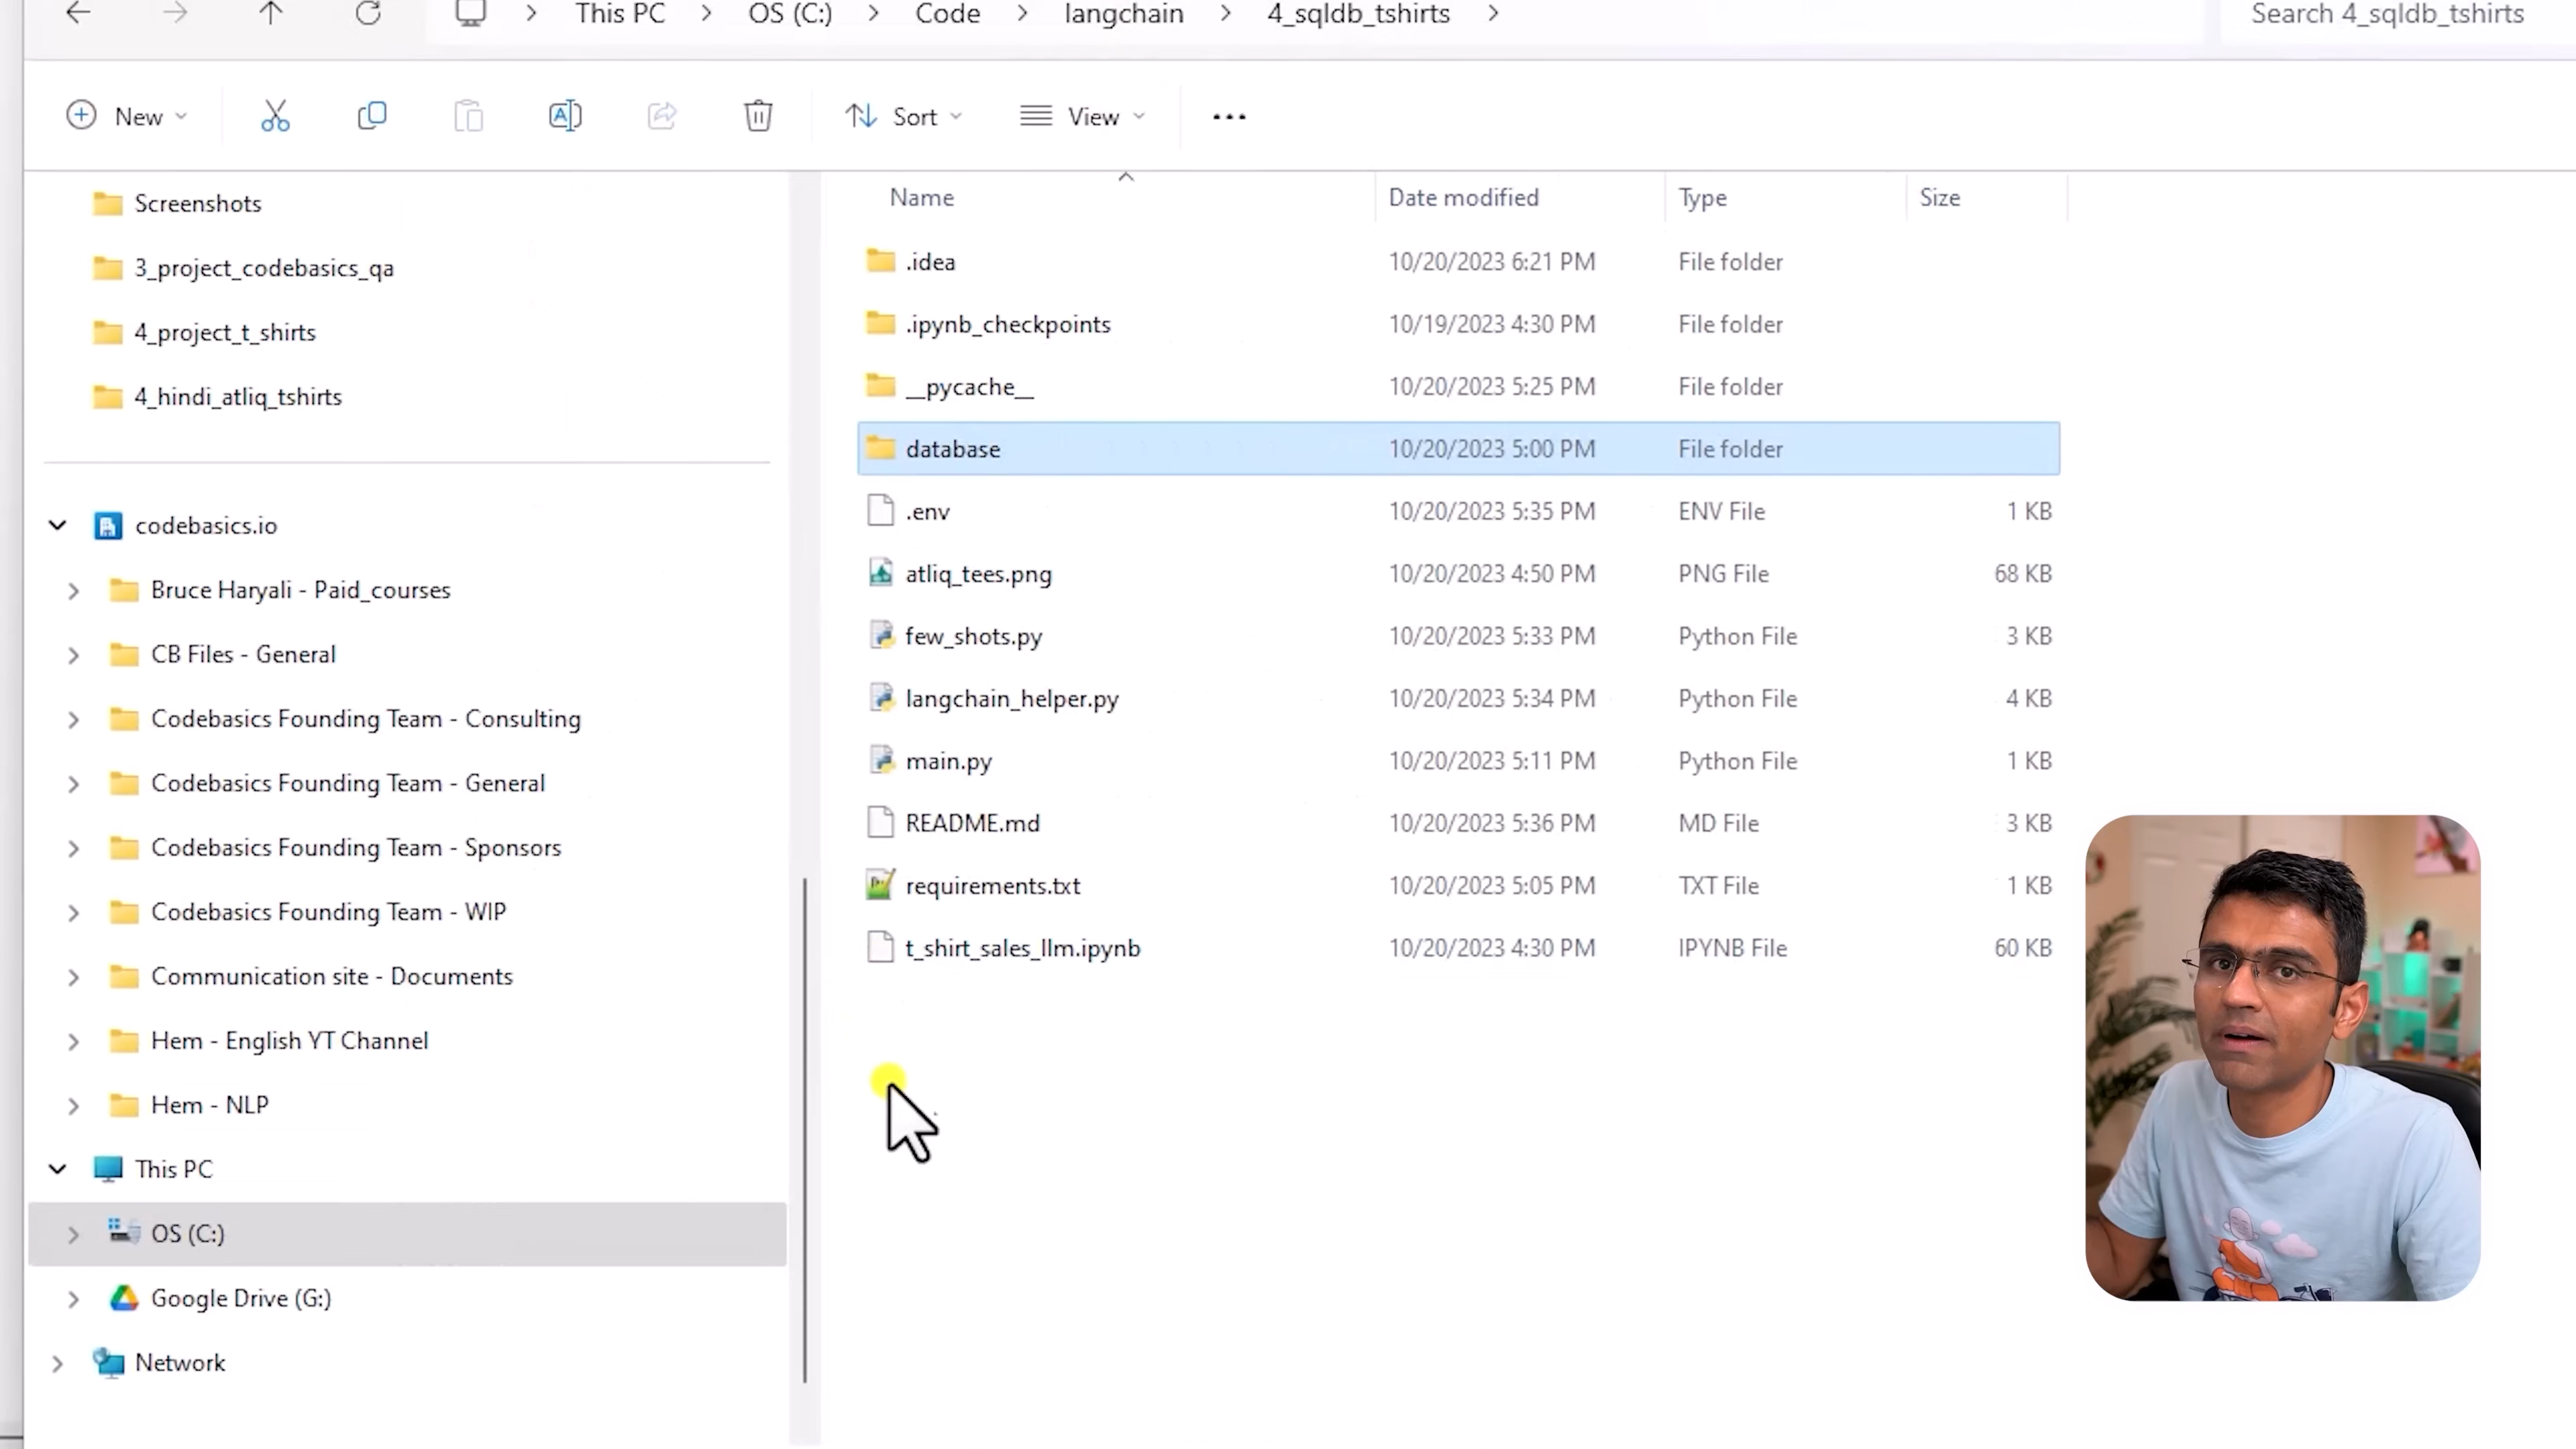 This PC > OS (C:) > Code > langchain > 4_sqldb_tshirts >
Search 4_sqldb_tshirts
New
Sort
View
Screenshots
3_project_codebasics_qa
4_project_t_shirts
4_hindi_atliq_tshirts
codebasics.io
Bruce Haryali - Paid_courses
CB Files - General
Codebasics Founding Team - Consulting
Codebasics Founding Team - General
Codebasics Founding Team - Sponsors
Codebasics Founding Team - WIP
Communication site - Documents
Hem - English YT Channel
Hem - NLP
This PC
OS (C:)
Google Drive (G:)
Network
Name Date modified Type Size
.idea 10/20/2023 6:21 PM File folder
.ipynb_checkpoints 10/19/2023 4:30 PM File folder
__pycache__ 10/20/2023 5:25 PM File folder
database 10/20/2023 5:00 PM File folder
.env 10/20/2023 5:35 PM ENV File 1 KB
atliq_tees.png 10/20/2023 4:50 PM PNG File 68 KB
few_shots.py 10/20/2023 5:33 PM Python File 3 KB
langchain_helper.py 10/20/2023 5:34 PM Python File 4 KB
main.py 10/20/2023 5:11 PM Python File 1 KB
README.md 10/20/2023 5:36 PM MD File 3 KB
requirements.txt 10/20/2023 5:05 PM TXT File 1 KB
t_shirt_sales_llm.ipynb 10/20/2023 4:30 PM IPYNB File 60 KB